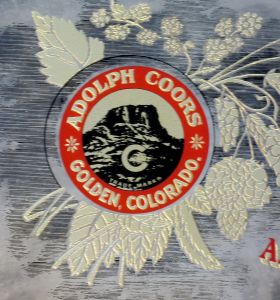 ADOLPH COORS
C
TRADE-MARK
GOLDEN, COLORADO.
A